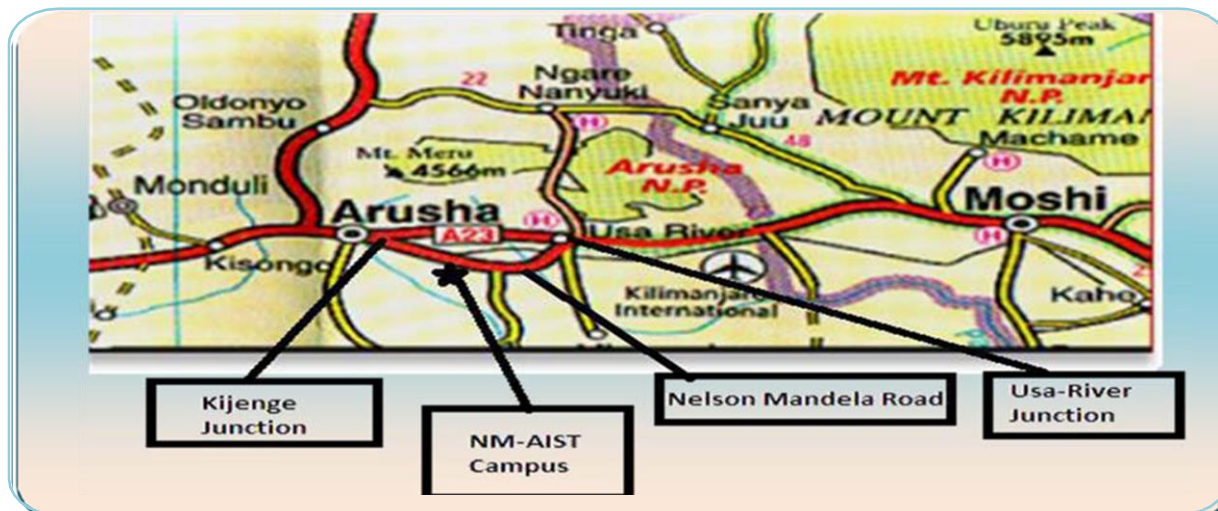 Tinga
Uhuru Peak
5895m
22
Ngare
Nanyuki
Mt. Kilimanjar
N.P.
Oldonyo
Sambu
Sanya
Juu
MOUNT KILIMA
H
48
Machame
H
Mt. Meru
4566m
Arusha
N.P.
Monduli
Arusha
H
Moshi
A23
Usa River
H
Kisongo
Kilimanjaro
International
Kahe
Kijenge
Junction
NM-AIST
Campus
Nelson Mandela Road
Usa-River
Junction